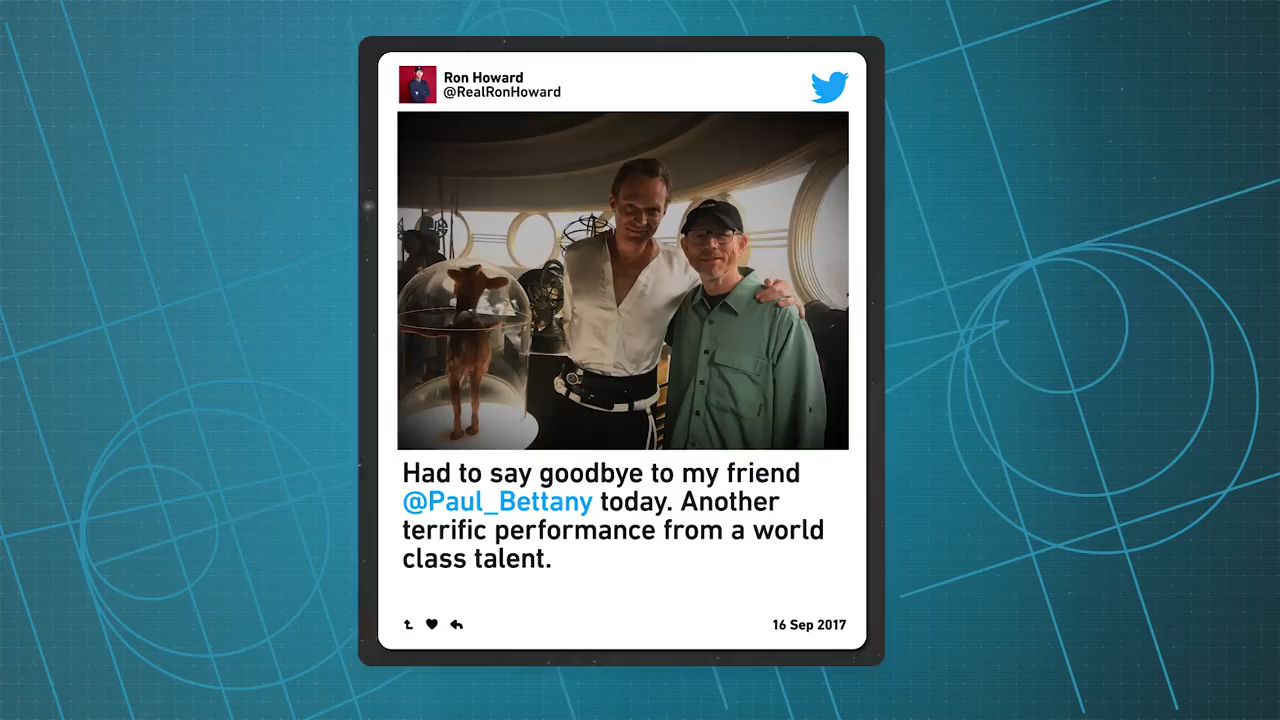 Ron Howard
@RealRonHoward
Had to say goodbye to my friend
@Paul_Bettany today. Another
terrific performance from a world
class talent.
16 Sep 2017